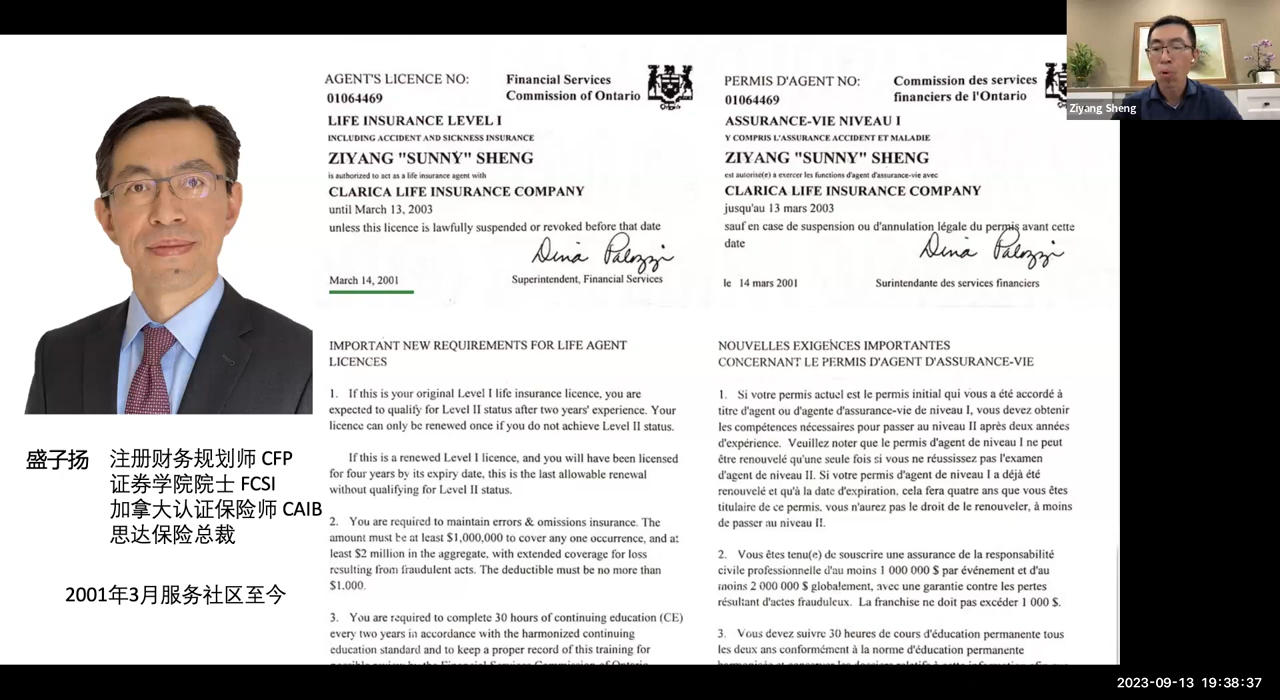 AGENT'S LICENCE NO:
01064469
Financial Services
Commission of Ontario
LIFE INSURANCE LEVEL I
INCLUDING ACCIDENT AND SICKNESS INSURANCE
ZIYANG "SUNNY" SHENG
is authorized to act as a life insurance agent with
CLARICA LIFE INSURANCE COMPANY
until March 13, 2003
unless this licence is lawfully suspended or revoked before that date
Dina Palozzi
March 14, 2001
Superintendent, Financial Services
IMPORTANT NEW REQUIREMENTS FOR LIFE AGENT
LICENCES
1. If this is your original Level I life insurance licence, you are
expected to qualify for Level II status after two years' experience. Your
licence can only be renewed once if you do not achieve Level II status.
If this is a renewed Level I licence, and you will have been licensed
for four years by its expiry date, this is the last allowable renewal
without qualifying for Level II status.
2. You are required to maintain errors & omissions insurance. The
amount must be at least $1,000,000 to cover any one occurrence, and at
least $2 million in the aggregate, with extended coverage for loss
resulting from fraudulent acts. The deductible must be no more than
$1.000.
3. You are required to complete 30 hours of continuing education (CE)
every two years in accordance with the harmonized continuing
education standard and to keep a proper record of this training for
PERMIS D'AGENT NO:
01064469
Commission des services
financiers de l'Ontario
ASSURANCE-VIE NIVEAU I
Y COMPRIS L'ASSURANCE ACCIDENT ET MALADIE
ZIYANG "SUNNY" SHENG
est autorisé(e) à exercer les fonctions d'agent d'assurance-vie avec
CLARICA LIFE INSURANCE COMPANY
jusqu'au 13 mars 2003
sauf en case de suspension ou d'annulation légale du permis avant cette
date
Dina Palozzi
le 14 mars 2001
Surintendante des services financiers
NOUVELLES EXIGENCES IMPORTANTES
CONCERNANT LE PERMIS D'AGENT D'ASSURANCE-VIE
1. Si votre permis actuel est le permis initial qui vous a été accordé à
titre d'agent ou d'agente d'assurance-vie de niveau I, vous devez obtenir
les compétences nécessaires pour passer au niveau II après deux années
d'expérience. Veuillez noter que le permis d'agent de niveau I ne peut
être renouvelé qu'une seule fois si vous ne réussissez pas l'examen
d'agent de niveau II. Si votre permis d'agent de niveau I a déjà été
renouvelé et qu'à la date d'expiration, cela fera quatre ans que vous êtes
titulaire de ce permis, vous n'aurez pas le droit de le renouveler, à moins
de passer au niveau II.
2. Vous êtes tenu(e) de souscrire une assurance de la responsabilité
civile professionnelle d'au moins 1 000 000 $ par événement et d'au
moins 2 000 000 $ globalement, avec une garantie contre les pertes
résultant d'actes frauduleux. La franchise ne doit pas excéder 1 000 $.
3. Vous devez suivre 30 heures de cours d'éducation permanente tous
les deux ans conformément à la norme d'éducation permanente
盛子扬 注册财务规划师 CFP
证券学院院士 FCSI
加拿大认证保险师 CAIB
思达保险总裁
2001年3月服务社区至今
Ziyang Sheng
2023-09-13 19:38:37